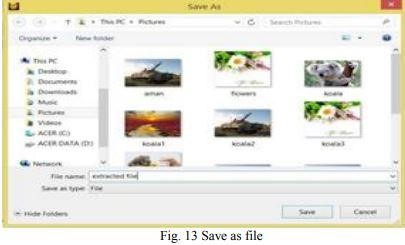 Save As
This PC ▸ Pictures
Search Pictures
Organize
New folder
This PC
Desktop
Documents
Downloads
Music
Pictures
Videos
ACER (C:)
ACER DATA (D:)
Network
aman
flowers
koala
koala1
koala2
koala3
File name: extracted file
Save as type: File
Hide Folders
Save
Cancel
Fig. 13 Save as file